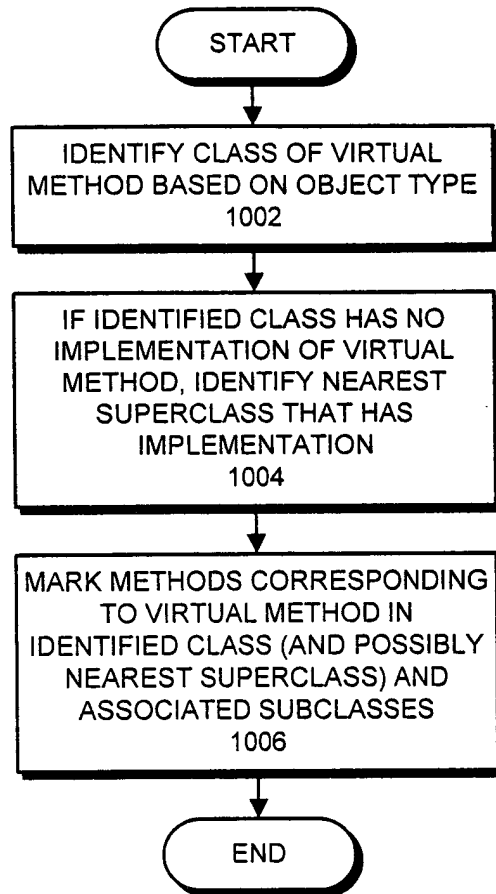 START
IDENTIFY CLASS OF VIRTUAL
METHOD BASED ON OBJECT TYPE
1002
IF IDENTIFIED CLASS HAS NO
IMPLEMENTATION OF VIRTUAL
METHOD, IDENTIFY NEAREST
SUPERCLASS THAT HAS
IMPLEMENTATION
1004
MARK METHODS CORRESPONDING
TO VIRTUAL METHOD IN
IDENTIFIED CLASS (AND POSSIBLY
NEAREST SUPERCLASS) AND
ASSOCIATED SUBCLASSES
1006
END